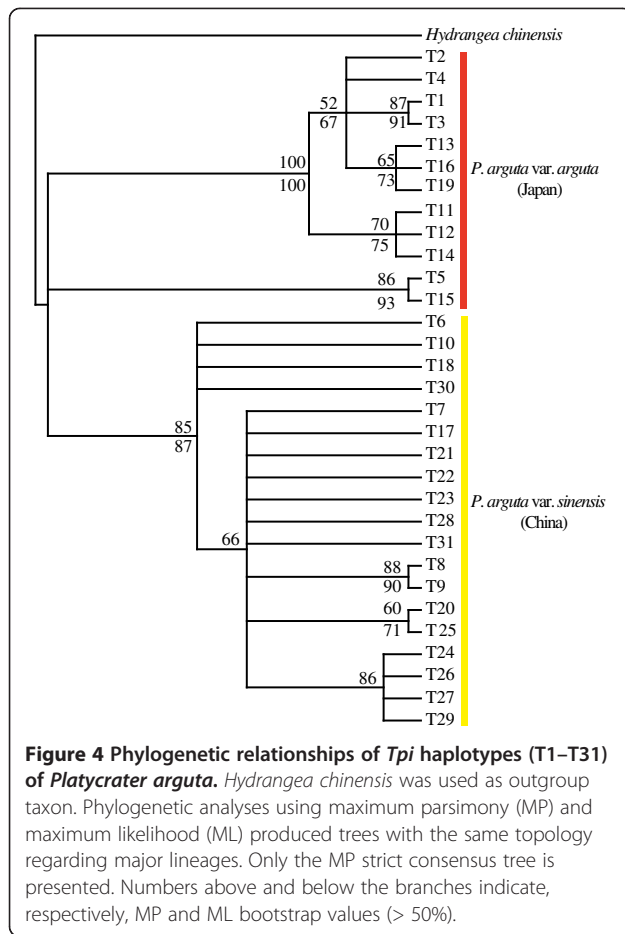 Hydrangea chinensis
T2
T4
52
87
T1
67
91
T3
T13
65
T16
P. arguta var. arguta
(Japan)
73
T19
100
100
T11
70
T12
75
T14
86
T5
93
T15
T6
T10
T18
T30
T7
85
87
T17
T21
T22
T23
P. arguta var. sinensis
(China)
T28
66
T31
88
T8
90
T9
60
T20
71
T25
T24
86
T26
T27
T29
Figure 4 Phylogenetic relationships of Tpi haplotypes (T1–T31)
of Platycrater arguta. Hydrangea chinensis was used as outgroup
taxon. Phylogenetic analyses using maximum parsimony (MP) and
maximum likelihood (ML) produced trees with the same topology
regarding major lineages. Only the MP strict consensus tree is
presented. Numbers above and below the branches indicate,
respectively, MP and ML bootstrap values (> 50%).